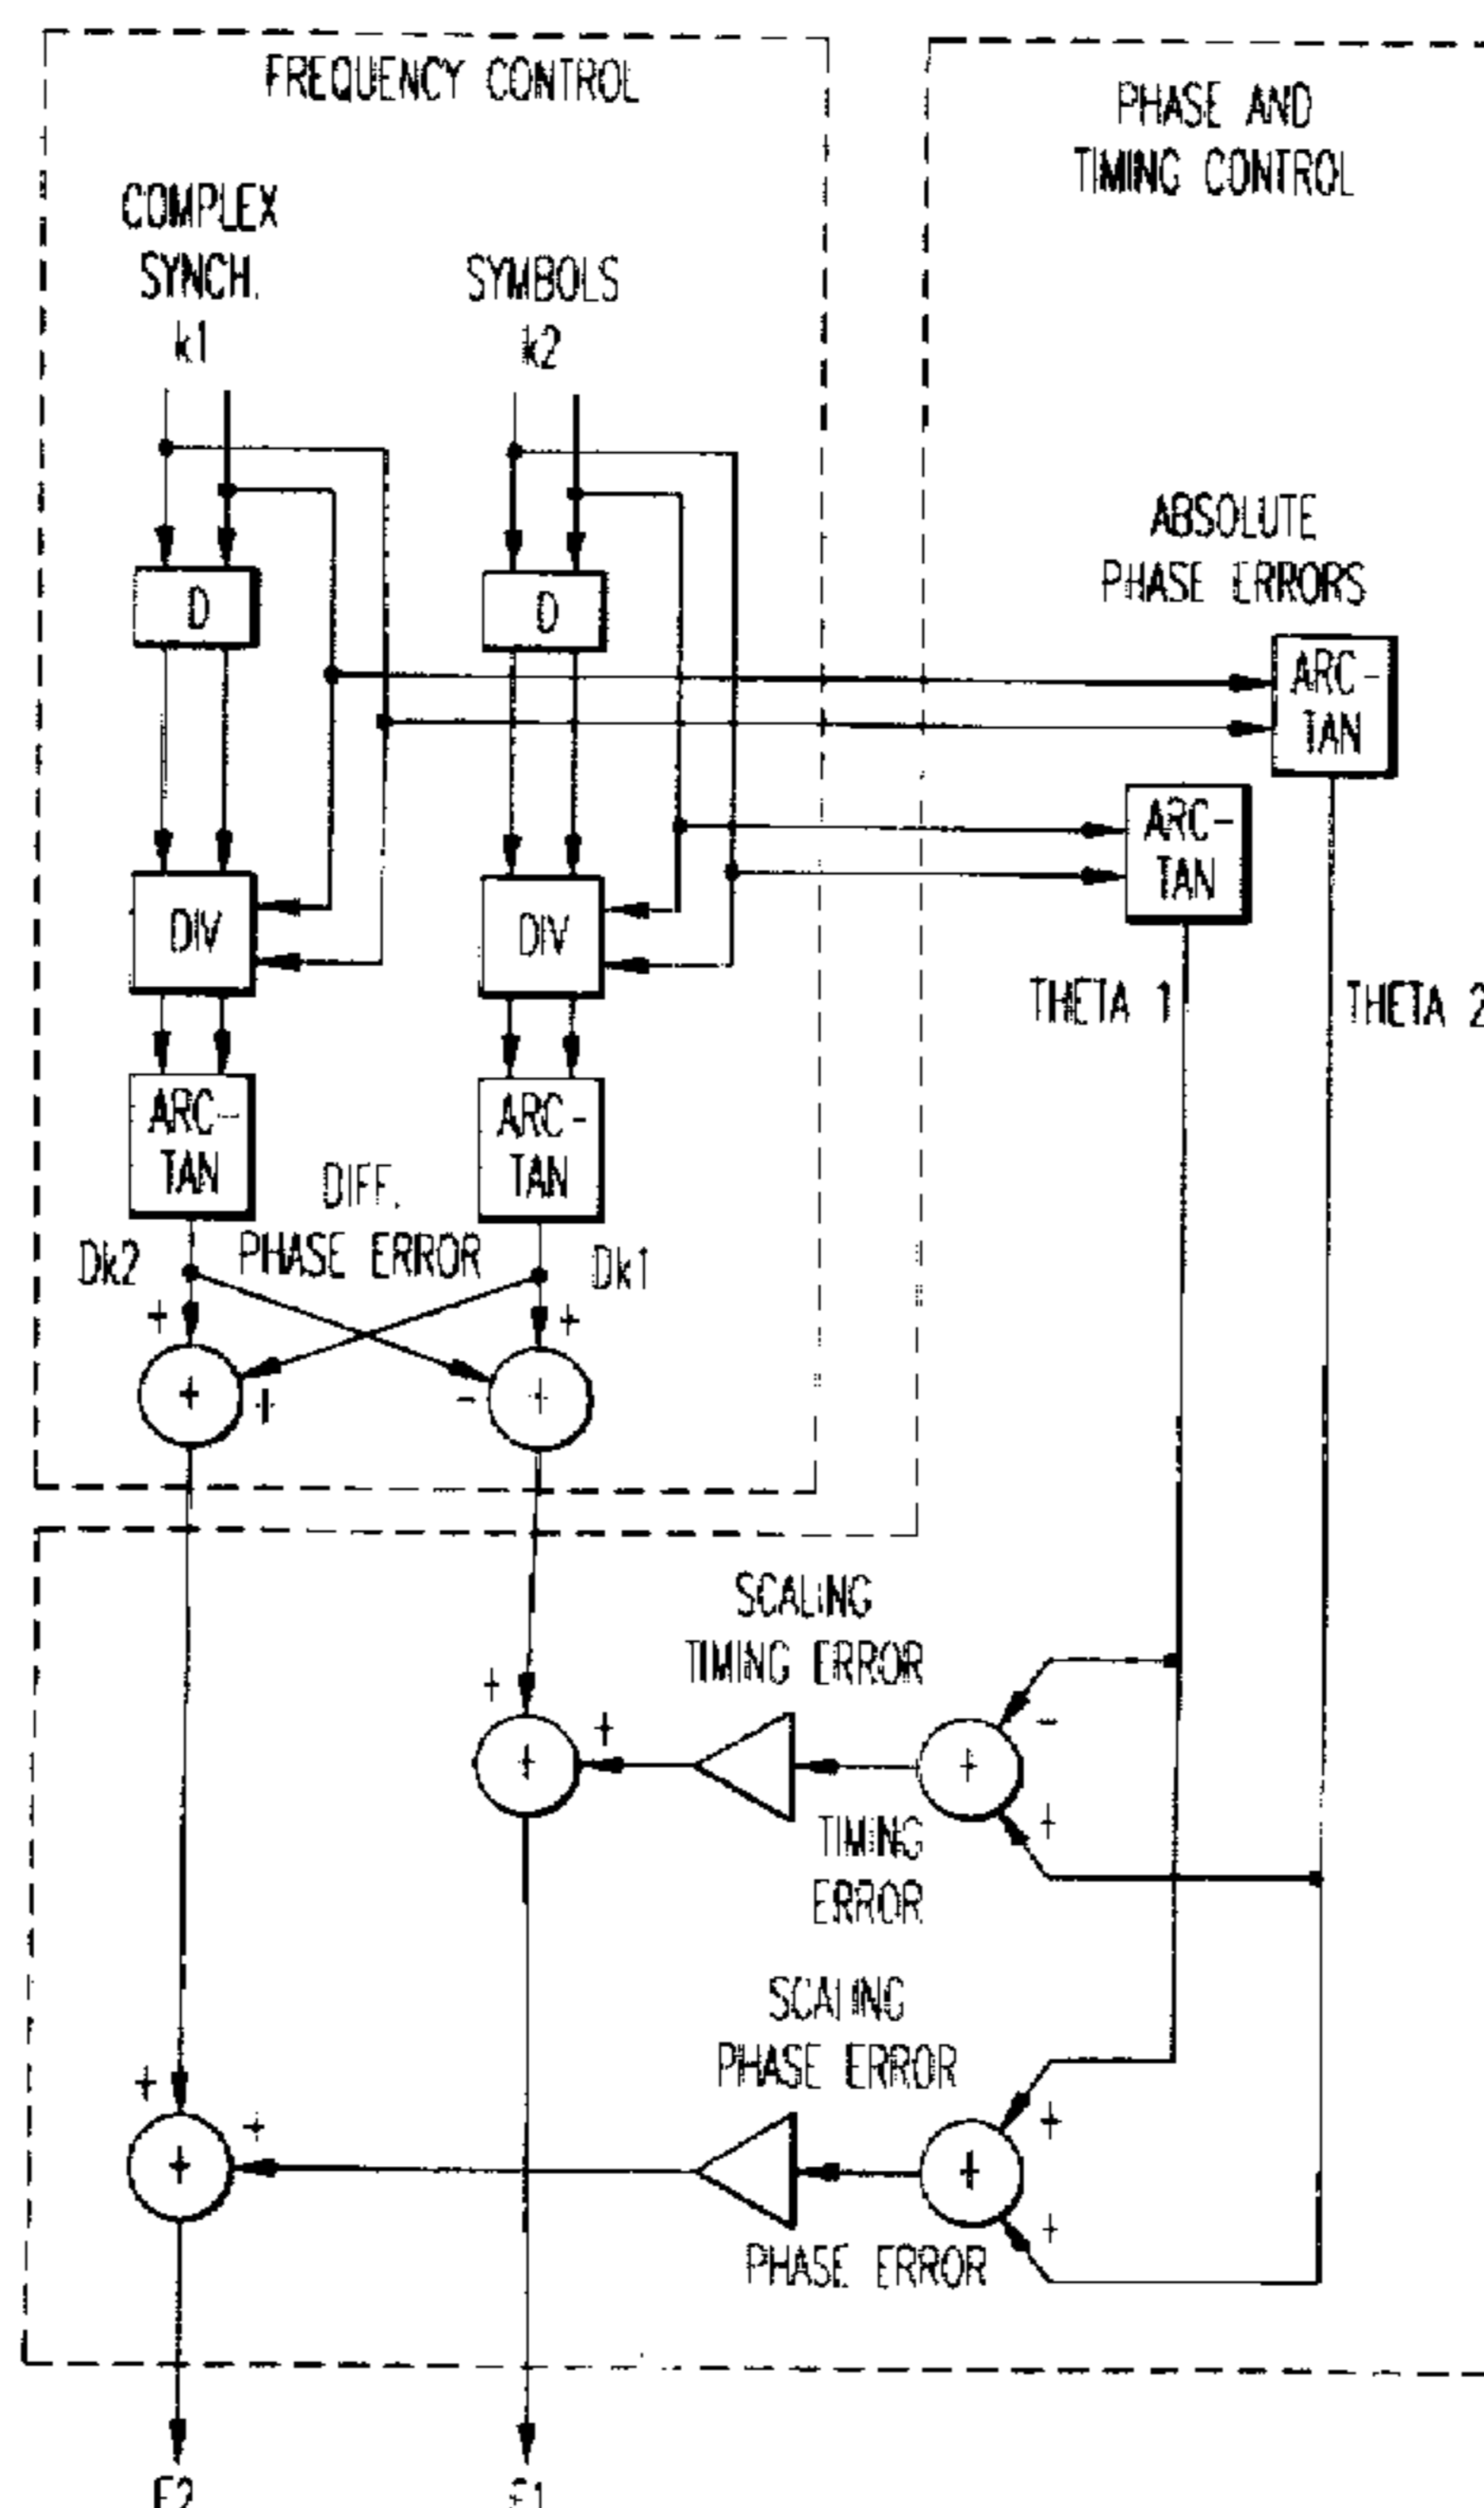 FREQUENCY CONTROL
PHASE AND
TIMING CONTROL
COMPLEX
SYNCH.
SYMBOLS
k1
k2
ABSOLUTE
PHASE ERRORS
D
D
ARC-
TAN
ARC-
TAN
DIV
DIV
THETA 1
THETA 2
ARC-
TAN
ARC-
TAN
DIFF.
PHASE ERROR
Dk2
Dk1
+
+
+
+
-
+
SCALING
TIMING ERROR
+
+
-
+
+
+
TIMING
ERROR
SCALING
PHASE ERROR
+
+
+
+
+
+
PHASE ERROR